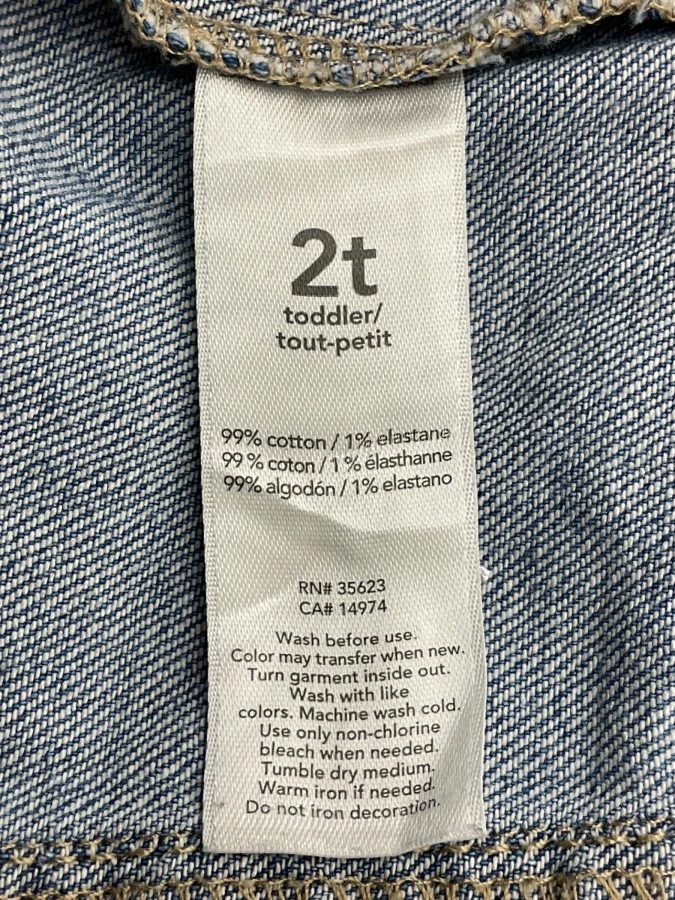 2t
toddler/
tout-petit
99% cotton / 1% elastane
99 % coton / 1 % élasthanne
99% algodón / 1% elastano
RN# 35623
CA# 14974
Wash before use.
Color may transfer when new.
Turn garment inside out.
Wash with like
colors. Machine wash cold.
Use only non-chlorine
bleach when needed.
Tumble dry medium.
Warm iron if needed.
Do not iron decoration.